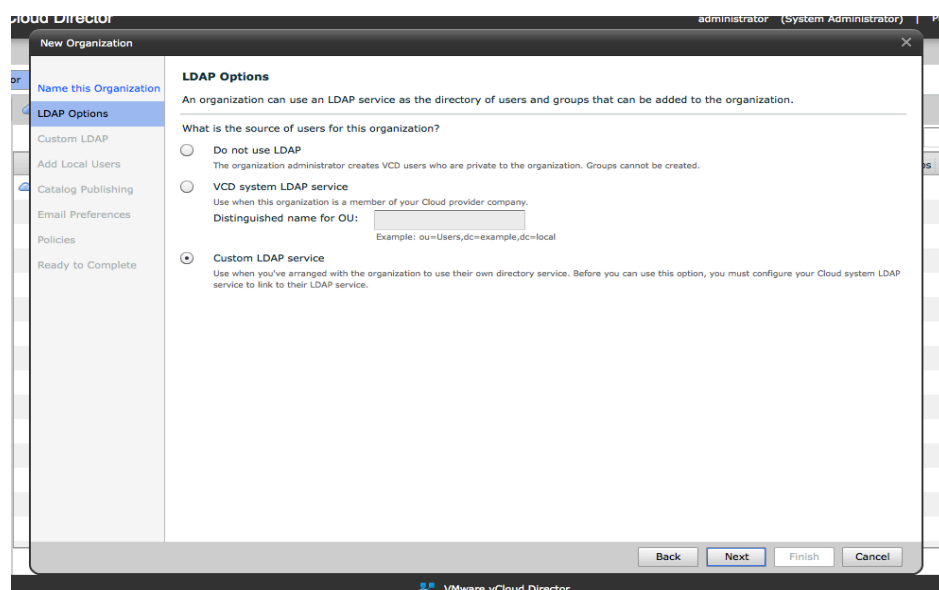 Cloud Director
administrator (System Administrator) |
New Organization
Name this Organization
LDAP Options
Custom LDAP
Add Local Users
Catalog Publishing
Email Preferences
Policies
Ready to Complete
LDAP Options
An organization can use an LDAP service as the directory of users and groups that can be added to the organization.
What is the source of users for this organization?
Do not use LDAP
The organization administrator creates VCD users who are private to the organization. Groups cannot be created.
VCD system LDAP service
Use when this organization is a member of your Cloud provider company.
Distinguished name for OU:
Example: ou=Users,dc=example,dc=local
Custom LDAP service
Use when you've arranged with the organization to use their own directory service. Before you can use this option, you must configure your Cloud system LDAP
service to link to their LDAP service.
Back
Next
Finish
Cancel
VMware vCloud Director